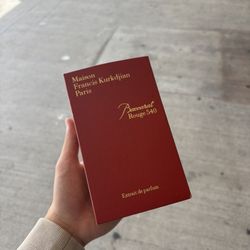 Maison
Francis Kurkdjian
Paris
Baccarat
Rouge 540
Extrait de parfum